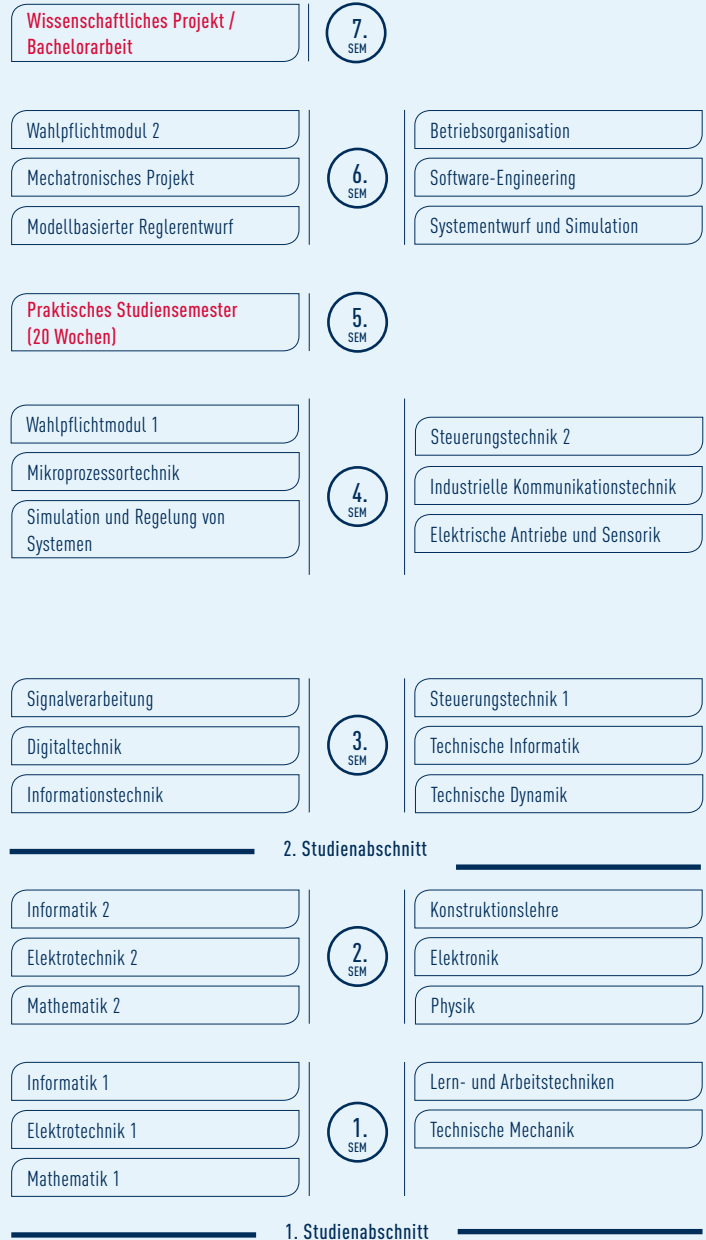 Wissenschaftliches Projekt /
Bachelorarbeit
7.
SEM
Wahlpflichtmodul 2
Mechatronisches Projekt
Modellbasierter Reglerentwurf
6.
SEM
Betriebsorganisation
Software-Engineering
Systementwurf und Simulation
Praktisches Studiensemester
(20 Wochen)
5.
SEM
Wahlpflichtmodul 1
Mikroprozessortechnik
Simulation und Regelung von
Systemen
4.
SEM
Steuerungstechnik 2
Industrielle Kommunikationstechnik
Elektrische Antriebe und Sensorik
Signalverarbeitung
Digitaltechnik
Informationstechnik
3.
SEM
Steuerungstechnik 1
Technische Informatik
Technische Dynamik
2. Studienabschnitt
Informatik 2
Elektrotechnik 2
Mathematik 2
2.
SEM
Konstruktionslehre
Elektronik
Physik
Informatik 1
Elektrotechnik 1
Mathematik 1
1.
SEM
Lern- und Arbeitstechniken
Technische Mechanik
1. Studienabschnitt